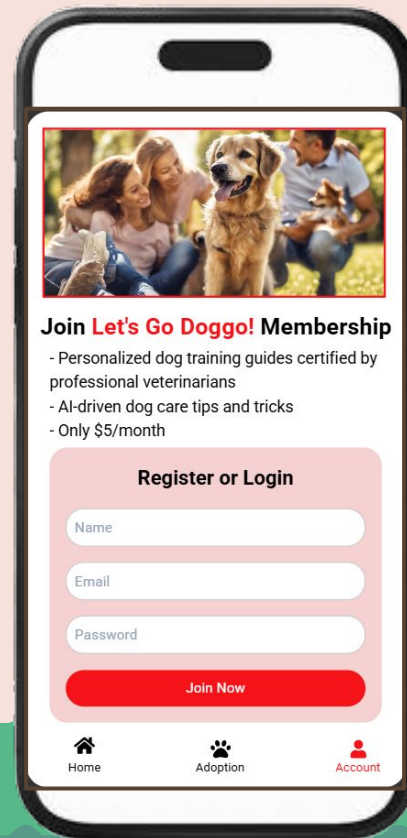 Join Let's Go Doggo! Membership
- Personalized dog training guides certified by
professional veterinarians
- AI-driven dog care tips and tricks
- Only $5/month
Register or Login
Name
Email
Password
Join Now
Home Adoption Account